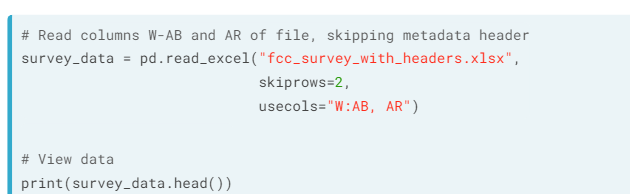 # Read columns W-AB and AR of file, skipping metadata header
survey_data = pd.read_excel("fcc_survey_with_headers.xlsx",
                            skiprows=2,
                            usecols="W:AB, AR")

# View data
print(survey_data.head())